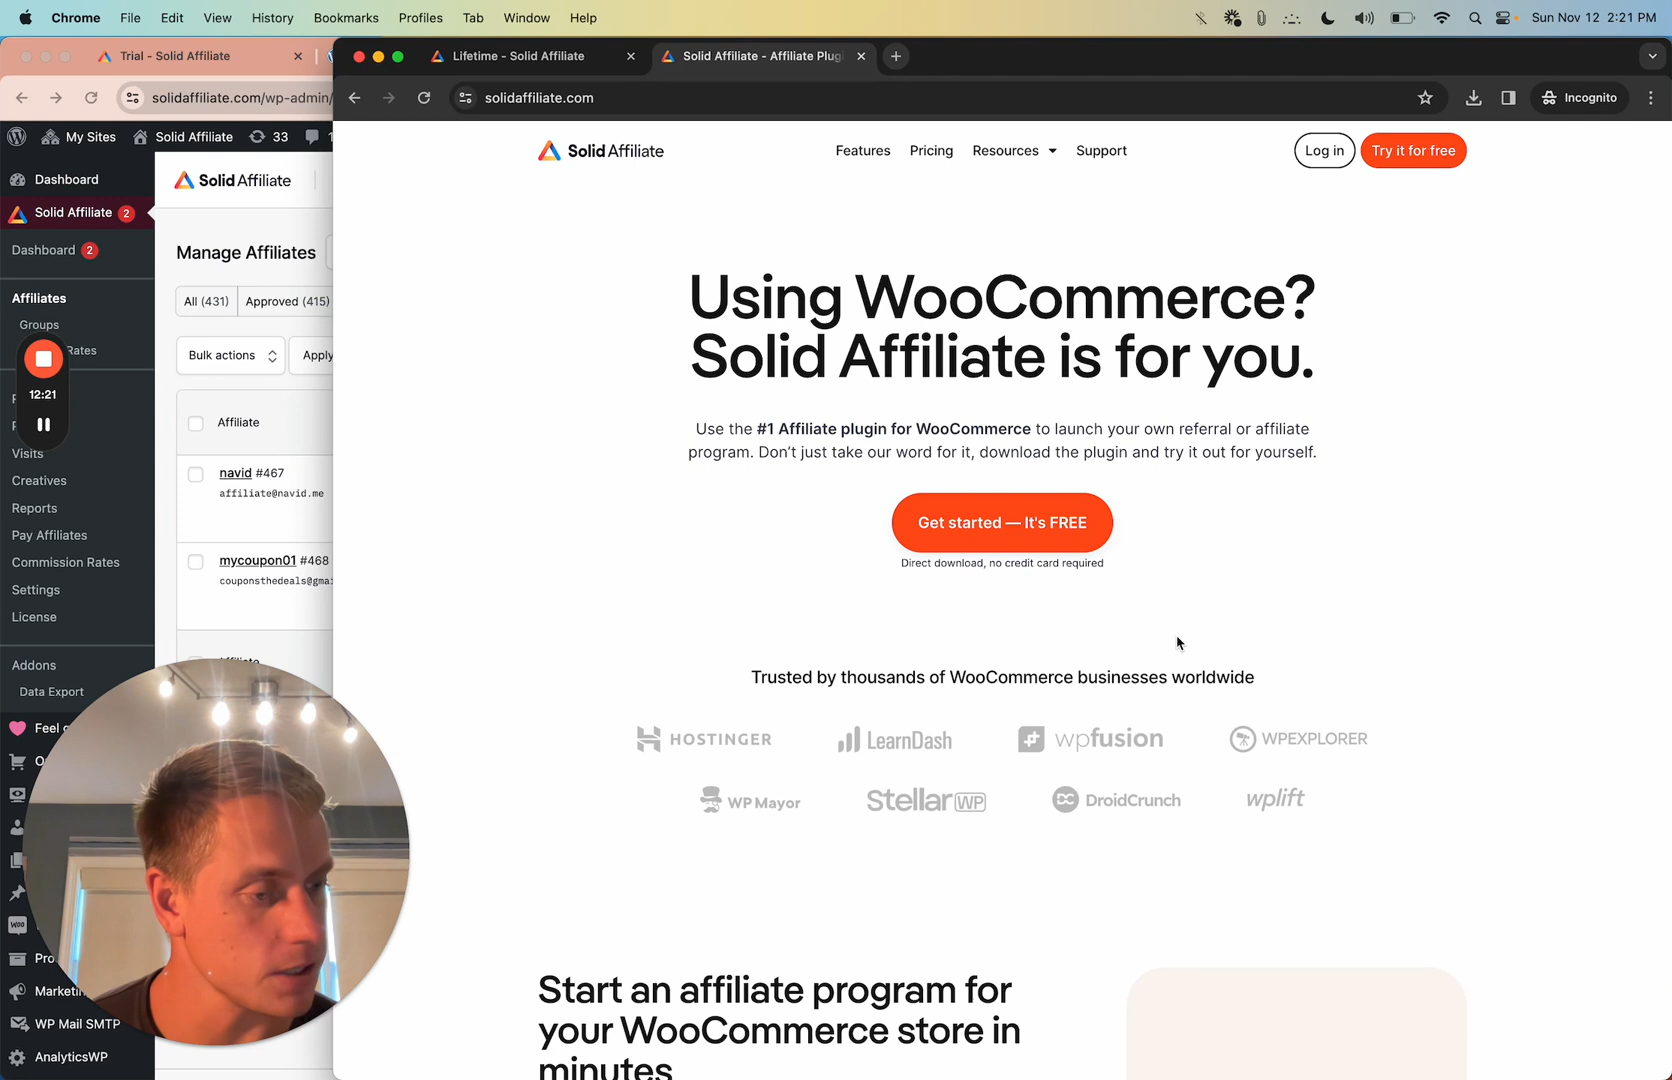 Chrome File Edit View History Bookmarks Profiles Tab Window Help
Sun Nov 12 2:21 PM
Trial - Solid Affiliate
Lifetime - Solid Affiliate
Solid Affiliate - Affiliate Plug
solidaffiliate.com/wp-admin/
solidaffiliate.com
Incognito
My Sites
Solid Affiliate
33
1
Dashboard
Solid Affiliate 2
Dashboard 2
Affiliates
Groups
Rates
12:21
Visits
Creatives
Reports
Pay Affiliates
Commission Rates
Settings
License
Addons
Data Export
Feel
Woo
Pro
Marketin
WP Mail SMTP
AnalyticsWP
Solid Affiliate
Manage Affiliates
All (431)
Approved (415)
Bulk actions
Apply
Affiliate
navid #467
affiliate@navid.me
mycoupon01 #468
couponsthedeals@gmai
Affiliate
Solid Affiliate
Features
Pricing
Resources
Support
Log in
Try it for free
Using WooCommerce?
Solid Affiliate is for you.
Use the #1 Affiliate plugin for WooCommerce to launch your own referral or affiliate
program. Don’t just take our word for it, download the plugin and try it out for yourself.
Get started — It's FREE
Direct download, no credit card required
Trusted by thousands of WooCommerce businesses worldwide
HOSTINGER
LearnDash
wpfusion
WPEXPLORER
WP Mayor
StellarWP
DroidCrunch
wplift
Start an affiliate program for
your WooCommerce store in
minutes